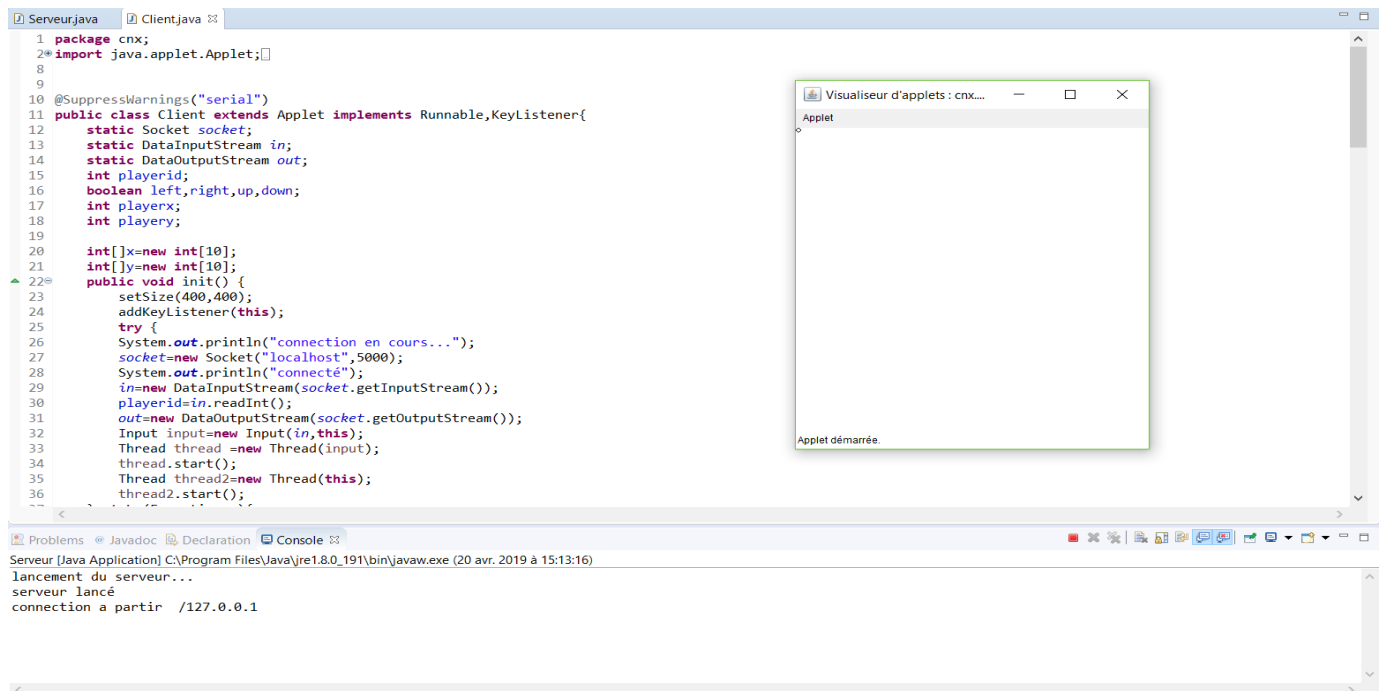 Serveur.java Client.java
1 package cnx;
2 import java.applet.Applet;
8
9
10 @SuppressWarnings("serial")
11 public class Client extends Applet implements Runnable,KeyListener{
12 static Socket socket;
13 static DataInputStream in;
14 static DataOutputStream out;
15 int playerid;
16 boolean left,right,up,down;
17 int playerx;
18 int playery;
19
20 int[]x=new int[10];
21 int[]y=new int[10];
22 public void init() {
23 setSize(400,400);
24 addKeyListener(this);
25 try {
26 System.out.println("connection en cours...");
27 socket=new Socket("localhost",5000);
28 System.out.println("connecté");
29 in=new DataInputStream(socket.getInputStream());
30 playerid=in.readInt();
31 out=new DataOutputStream(socket.getOutputStream());
32 Input input=new Input(in,this);
33 Thread thread =new Thread(input);
34 thread.start();
35 Thread thread2=new Thread(this);
36 thread2.start();
Visualiseur d'applets : cnx....
Applet
Applet démarrée.
Problems Javadoc Declaration Console
Serveur [Java Application] C:\Program Files\Java\jre1.8.0_191\bin\javaw.exe (20 avr. 2019 à 15:13:16)
lancement du serveur...
serveur lancé
connection a partir /127.0.0.1